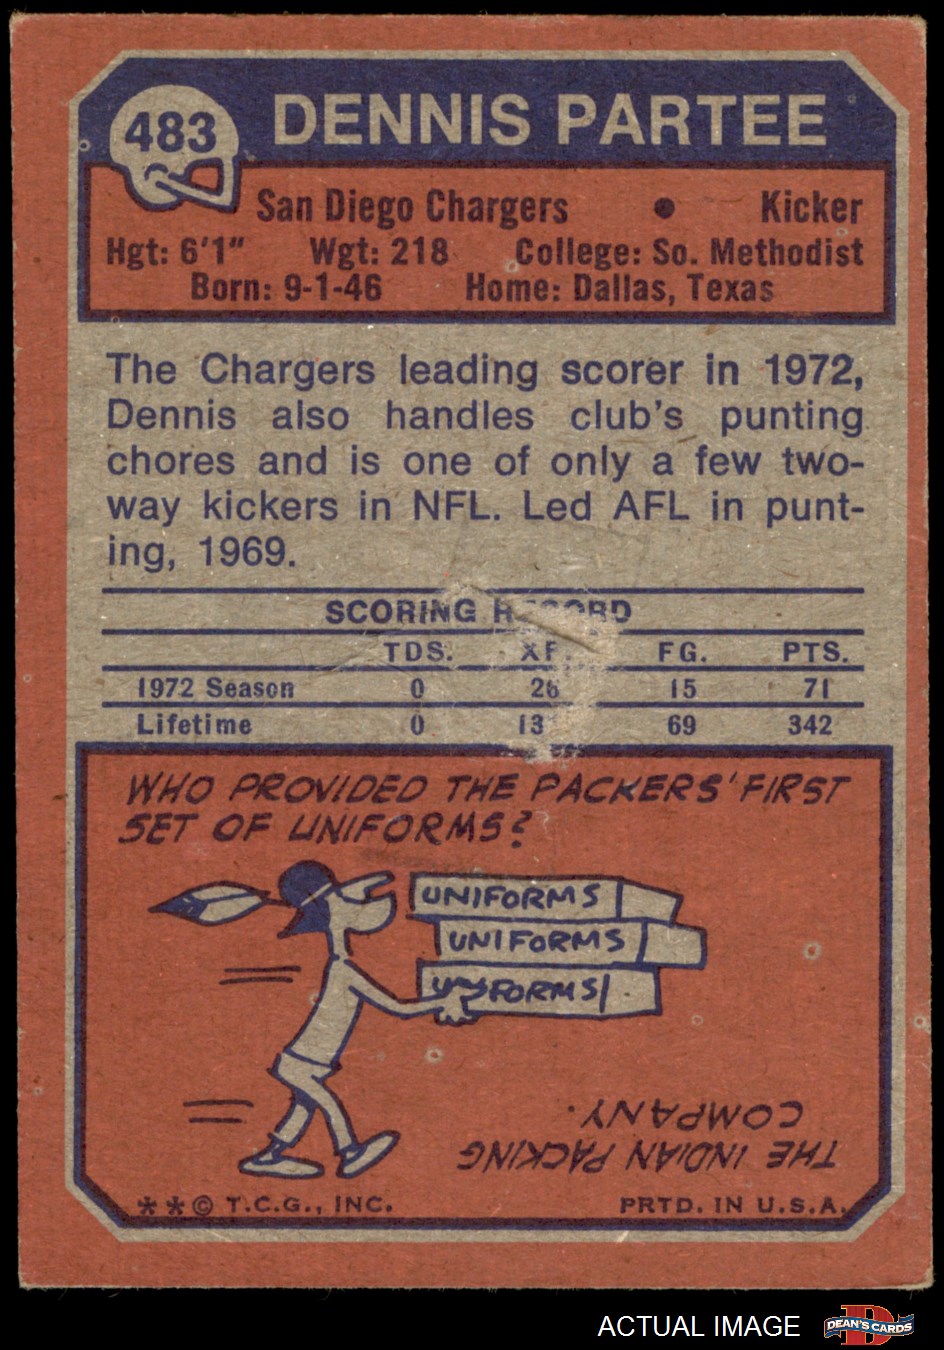 483
DENNIS PARTEE
San Diego Chargers • Kicker
Hgt: 6'1" Wgt: 218 College: So. Methodist
Born: 9-1-46 Home: Dallas, Texas
The Chargers leading scorer in 1972,
Dennis also handles club's punting
chores and is one of only a few two-
way kickers in NFL. Led AFL in punt-
ing, 1969.
SCORING RECORD
TDS. XP. FG. PTS.
1972 Season 0 26 15 71
Lifetime 0 69 342
WHO PROVIDED THE PACKERS' FIRST
SET OF UNIFORMS?
UNIFORMS
UNIFORMS
UNIFORMS
THE INDIAN PACKING
COMPANY.
**© T.C.G., INC. PRTD. IN U.S.A.
ACTUAL IMAGE
DEAN'S CARDS